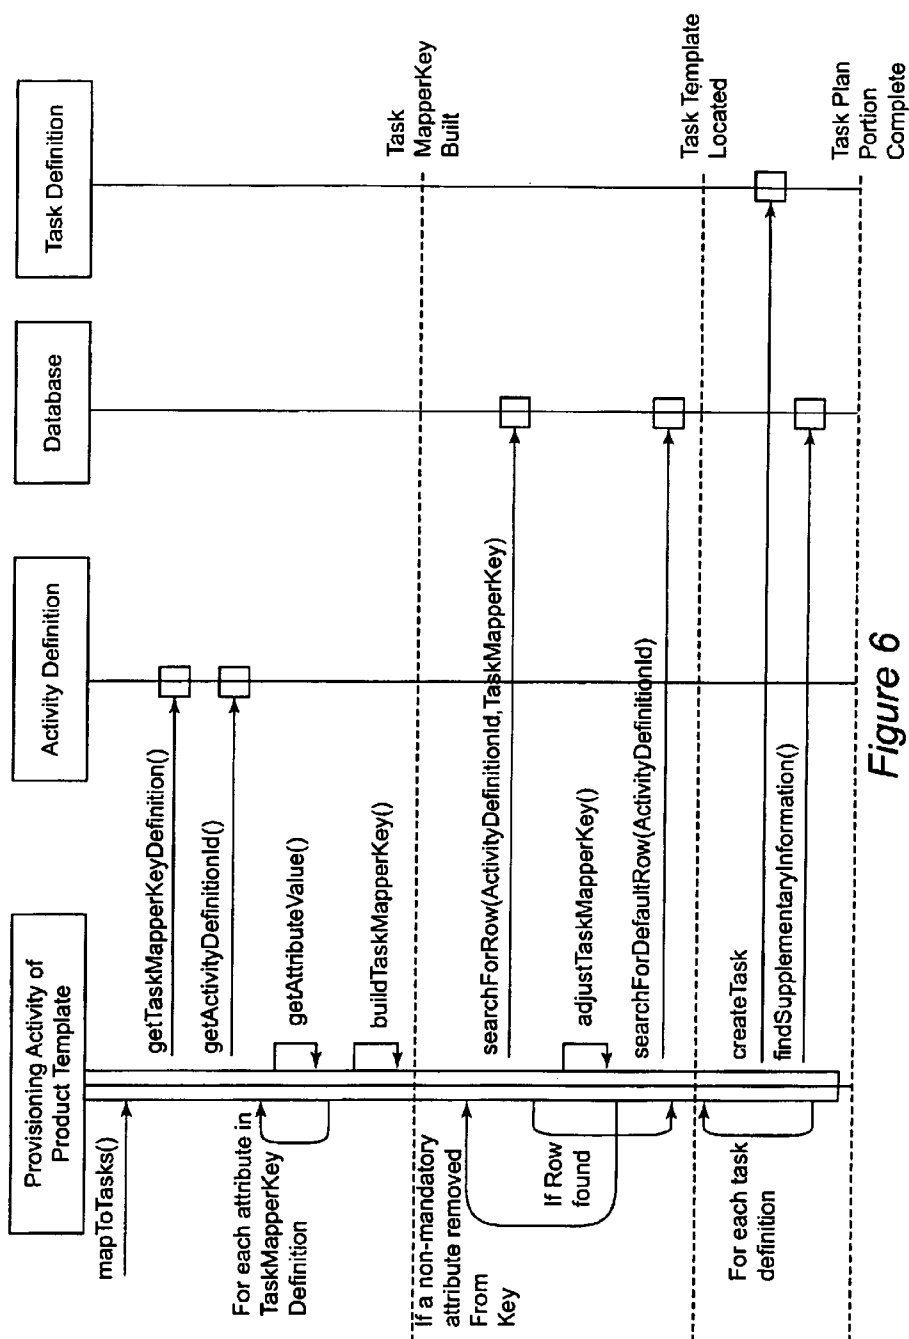 Provisioning Activity of
Product Template
Activity Definition
Database
Task Definition
mapToTasks()
getTaskMapperKeyDefinition()
getActivityDefinitionId()
For each attribute in
TaskMapperKey
Definition
getAttributeValue()
buildTaskMapperKey()
Task
MapperKey
Built
If a non-mandatory
attribute removed
From
Key
searchForRow(ActivityDefinitionId,TaskMapperKey)
If Row
found
adjustTaskMapperKey()
searchForDefaultRow(ActivityDefinitionId)
Task Template
Located
For each task
definition
createTask
findSupplementaryInformation()
Task Plan
Portion
Complete
Figure 6